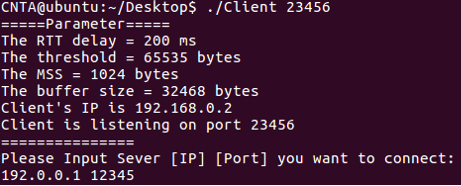 CNTA@ubuntu:~/Desktop$ ./Client 23456
=====Parameter=====
The RTT delay = 200 ms
The threshold = 65535 bytes
The MSS = 1024 bytes
The buffer size = 32468 bytes
Client's IP is 192.168.0.2
Client is listening on port 23456
===============
Please Input Sever [IP] [Port] you want to connect:
192.0.0.1 12345